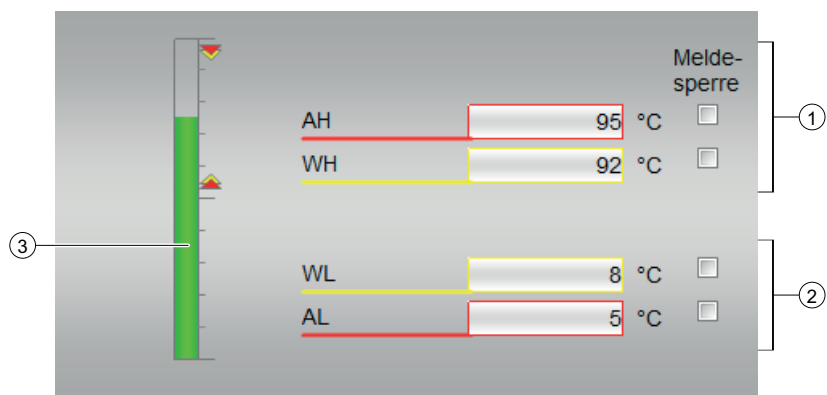 Melde-
sperre
AH 95 °C
WH 92 °C
1
3
WL 8 °C
AL 5 °C
2